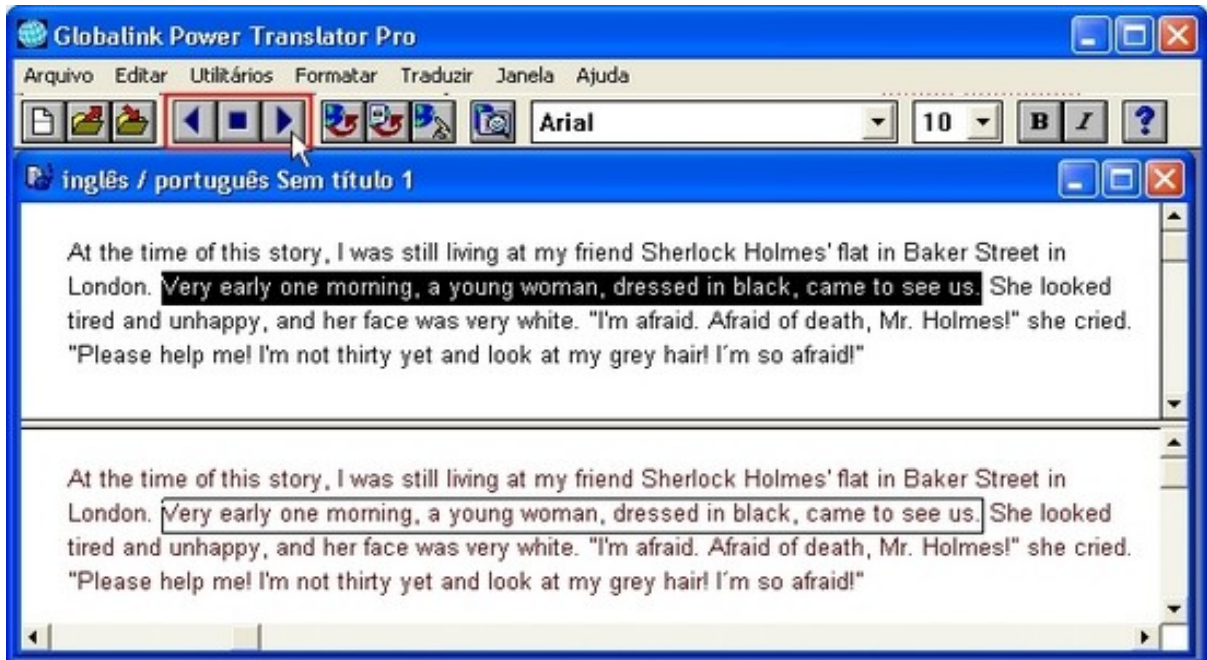 Globalink Power Translator Pro
Arquivo Editar Utilitários Formatar Traduzir Janela Ajuda
Arial 10 B I ?
inglês / português Sem título 1
At the time of this story, I was still living at my friend Sherlock Holmes' flat in Baker Street in
London. Very early one morning, a young woman, dressed in black, came to see us. She looked
tired and unhappy, and her face was very white. "I'm afraid. Afraid of death, Mr. Holmes!" she cried.
"Please help me! I'm not thirty yet and look at my grey hair! I´m so afraid!"
At the time of this story, I was still living at my friend Sherlock Holmes' flat in Baker Street in
London. Very early one morning, a young woman, dressed in black, came to see us. She looked
tired and unhappy, and her face was very white. "I'm afraid. Afraid of death, Mr. Holmes!" she cried.
"Please help me! I'm not thirty yet and look at my grey hair! I´m so afraid!"